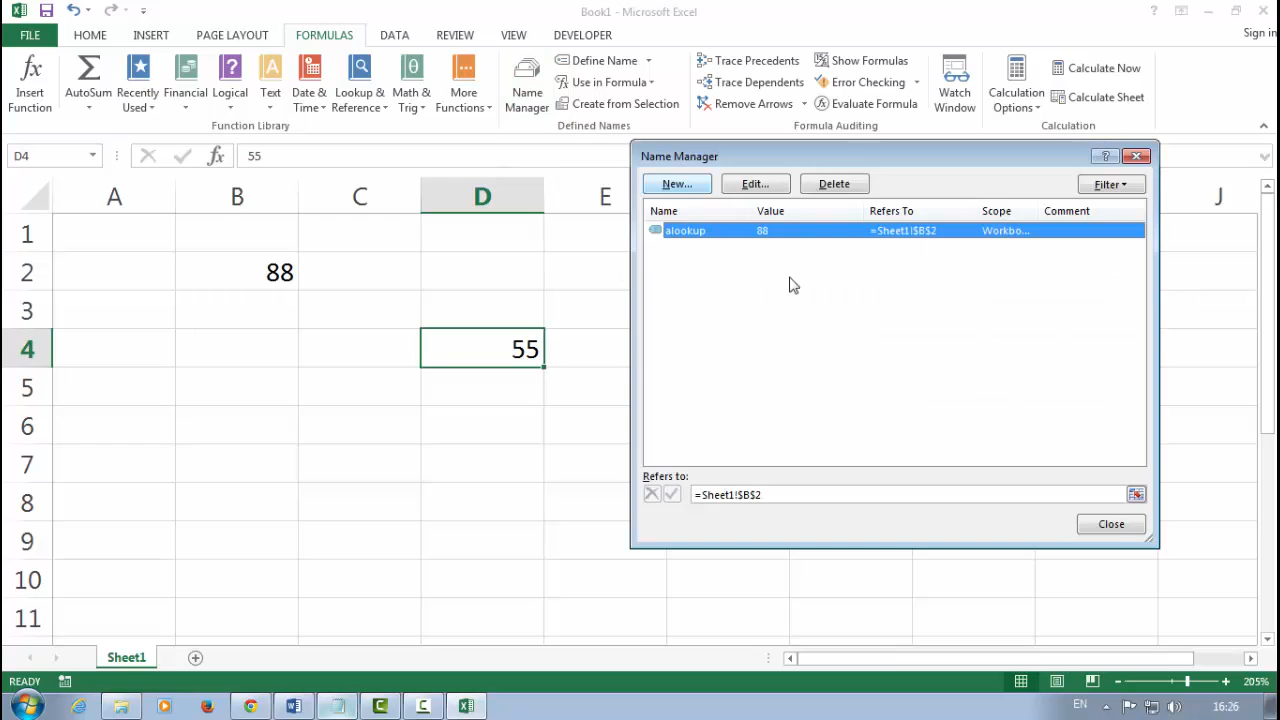 Book1 - Microsoft Excel
?
FILE HOME INSERT PAGE LAYOUT FORMULAS DATA REVIEW VIEW DEVELOPER Sign in
fx Σ ? A θ
Insert Function
AutoSum
Recently Used
Financial
Logical
Text
Date & Time
Lookup & Reference
Math & Trig
More Functions
Function Library
Name Manager
Define Name
Use in Formula
Create from Selection
Defined Names
Trace Precedents
Trace Dependents
Remove Arrows
Show Formulas
Error Checking
Evaluate Formula
Formula Auditing
Watch Window
Calculation Options
Calculate Now
Calculate Sheet
Calculation
D4 fx 55
A B C D E J
1
2 88
3
4 55
5
6
7
8
9
10
11
Name Manager
?
New... Edit... Delete Filter
Name Value Refers To Scope Comment
alookup 88 =Sheet1!$B$2 Workbo...
Refers to:
=Sheet1!$B$2
Close
Sheet1
READY 205%
EN 16:26